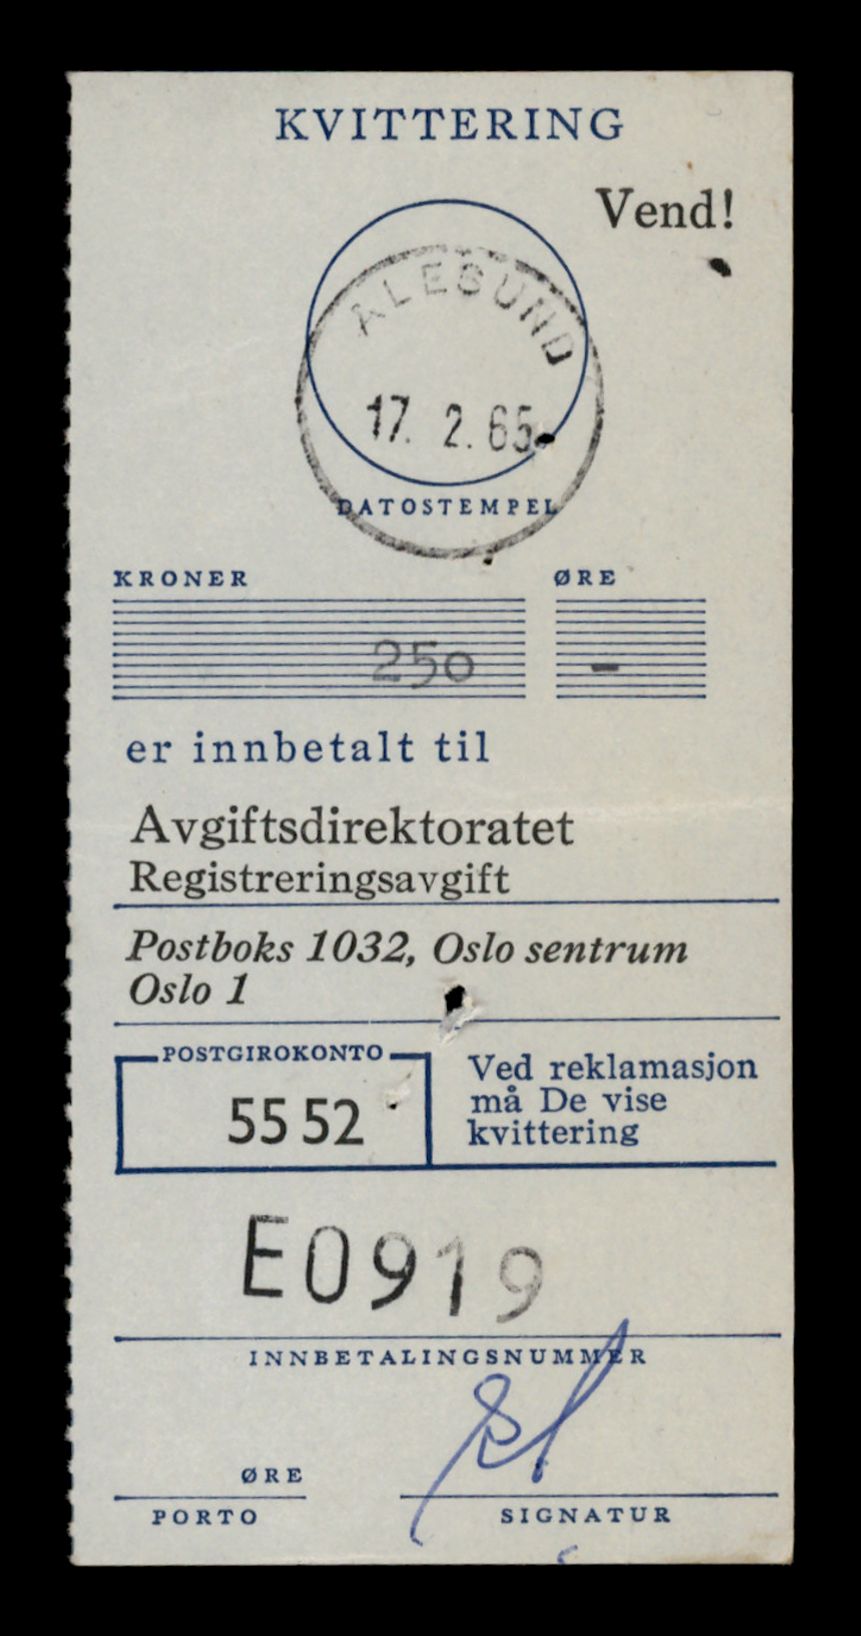 KVITTERING
Vend!
ÅLESUND
17. 2. 65
DATOSTEMPEL
KRONER ØRE
250 -
er innbetalt til
Avgiftsdirektoratet
Registreringsavgift
Postboks 1032, Oslo sentrum
Oslo 1
POSTGIROKONTO
55 52
Ved reklamasjon
må De vise
kvittering
E0919
INNBETALINGSNUMMER
ØRE
PORTO
SIGNATUR